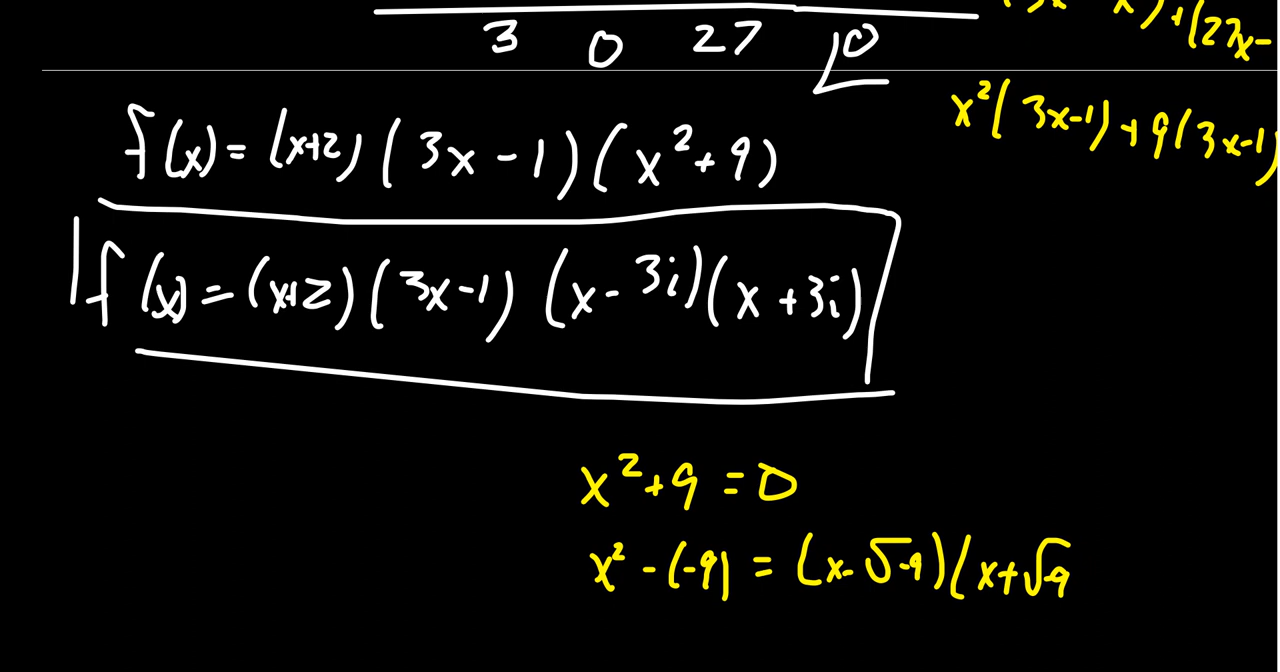 3 0 27 0
+(27x-
x²(3x-1)+9(3x-1)
f(x)=(x+2)(3x-1)(x²+9)
f(x)=(x+2)(3x-1)(x-3i)(x+3i)
x²+9=0
x²-(-9)=(x-√-9)(x+√-9